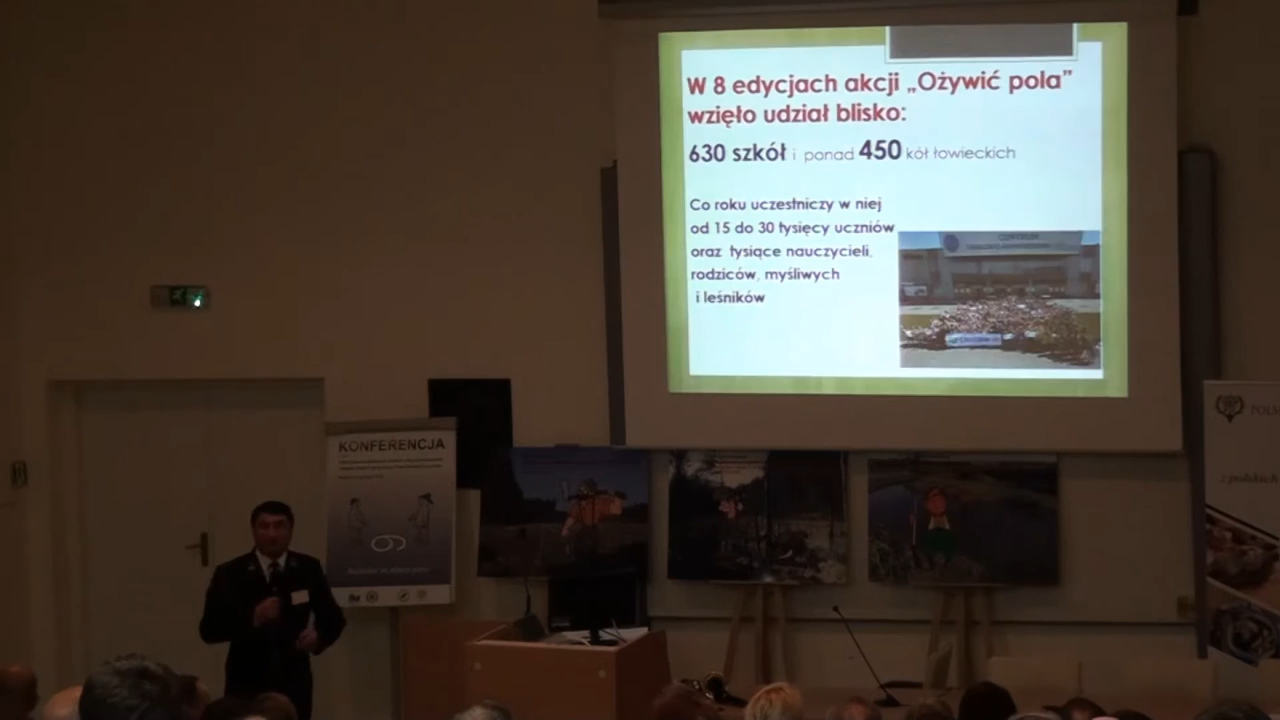 W 8 edycjach akcji „Ożywić pola”
wzięło udział blisko:
630 szkół i ponad 450 kół łowieckich
Co roku uczestniczy w niej
od 15 do 30 tysięcy uczniów
oraz tysiące nauczycieli,
rodziców, myśliwych
i leśników
KONFERENCJA